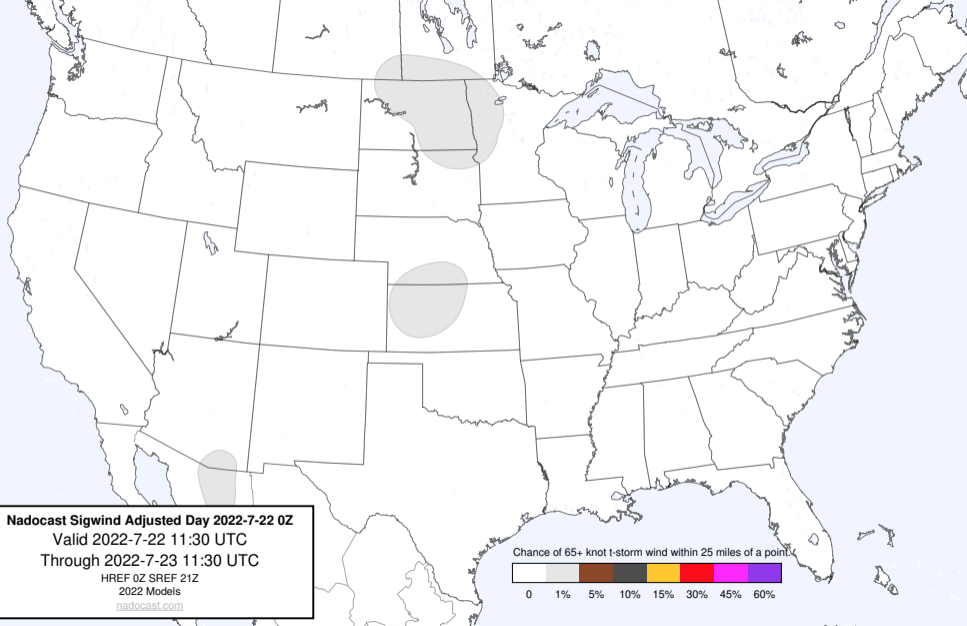 Nadocast Sigwind Adjusted Day 2022-7-22 0Z
Valid 2022-7-22 11:30 UTC
Through 2022-7-23 11:30 UTC
HREF 0Z SREF 21Z
2022 Models
nadocast.com
Chance of 65+ knot t-storm wind within 25 miles of a point.
0 1% 5% 10% 15% 30% 45% 60%